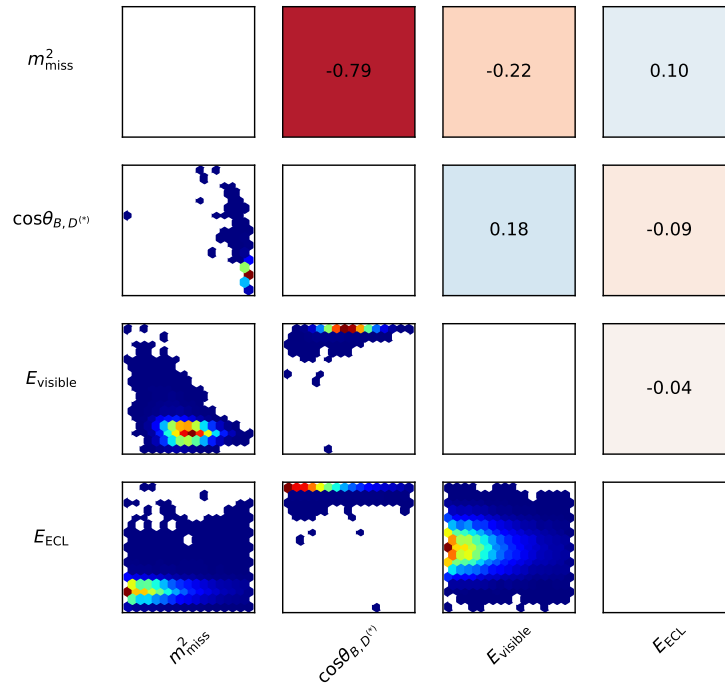 m²miss -0.79 -0.22 0.10
cosθB, D(*) 0.18 -0.09
Evisible -0.04
EECL
m²miss cosθB, D(*) Evisible EECL